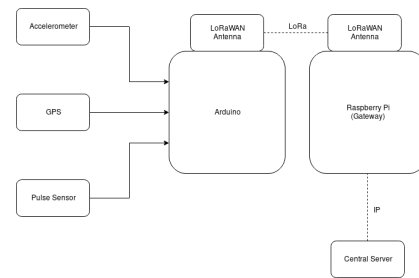 Accelerometer
LoRaWAN
Antenna
LoRa
LoRaWAN
Antenna
GPS
Arduino
Raspberry Pi
(Gateway)
Pulse Sensor
IP
Central Server